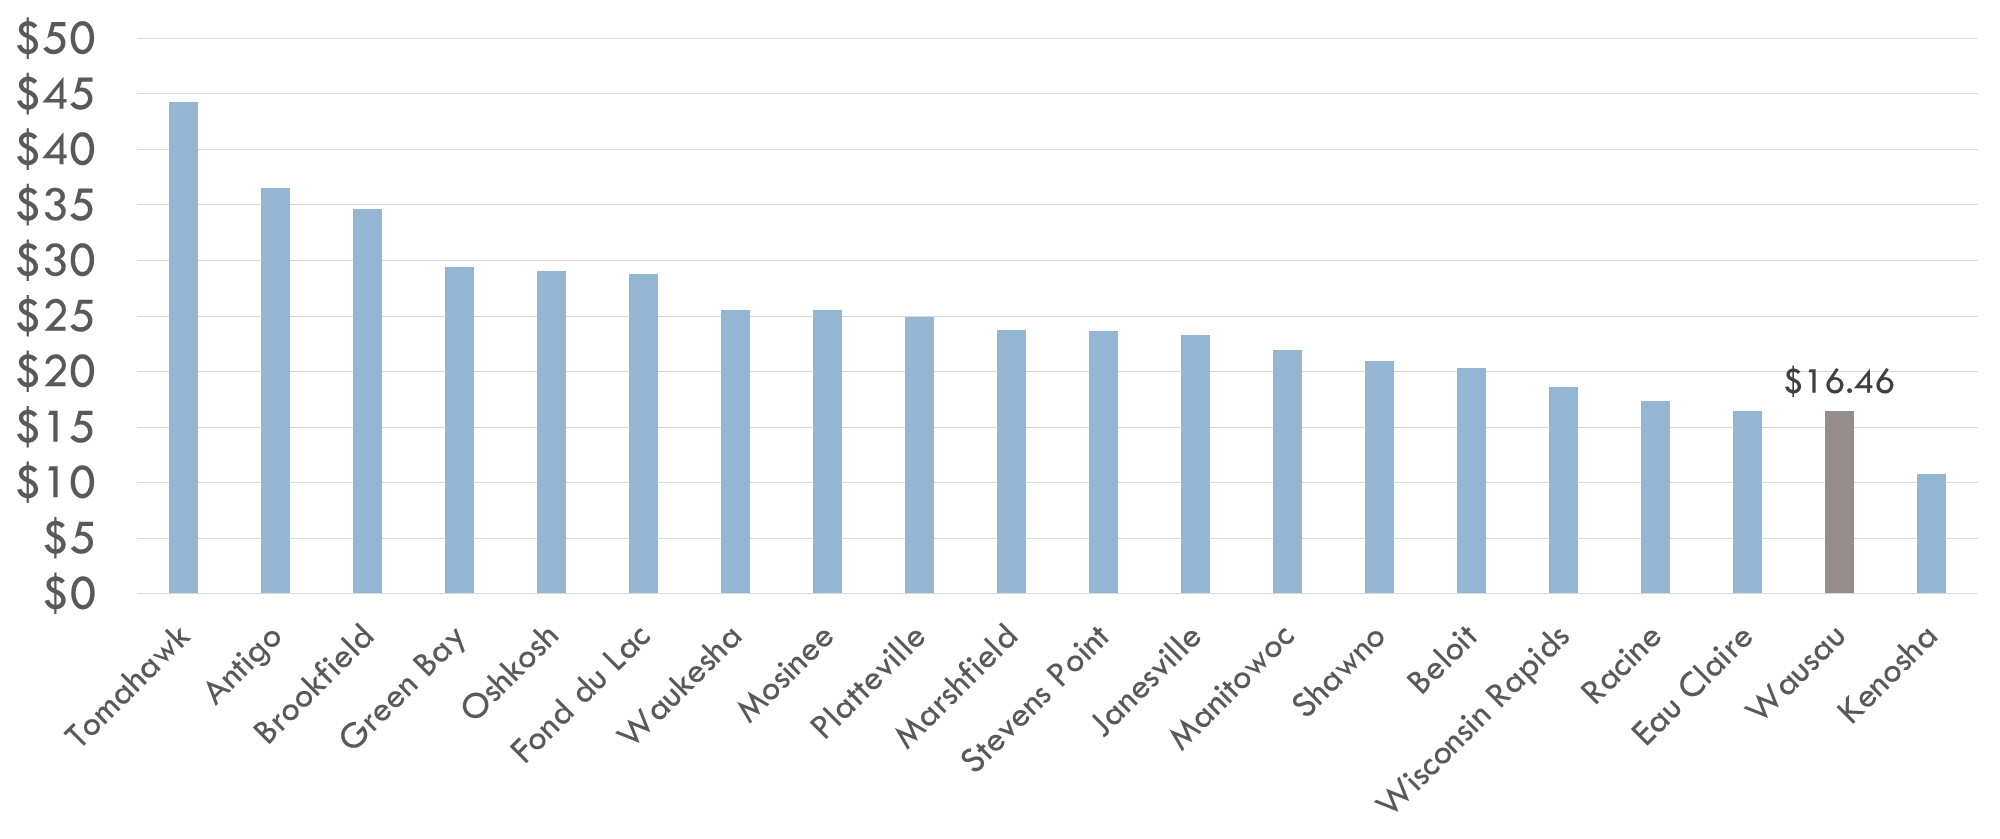 $50
$45
$40
$35
$30
$25
$20
$15
$10
$5
$0
$16.46
Tomahawk
Antigo
Brookfield
Green Bay
Oshkosh
Fond du Lac
Waukesha
Mosinee
Platteville
Marshfield
Stevens Point
Janesville
Manitowoc
Shawno
Beloit
Wisconsin Rapids
Racine
Eau Claire
Wausau
Kenosha